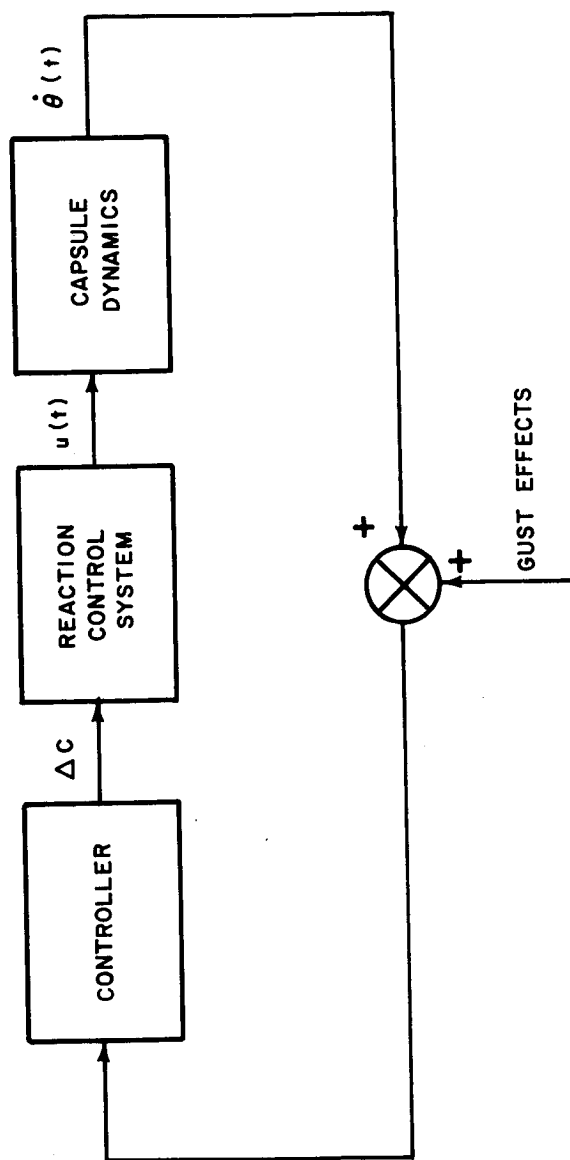 CONTROLLER
ΔC
REACTION
CONTROL
SYSTEM
u(t)
CAPSULE
DYNAMICS
θ̇(t)
+
+
GUST EFFECTS